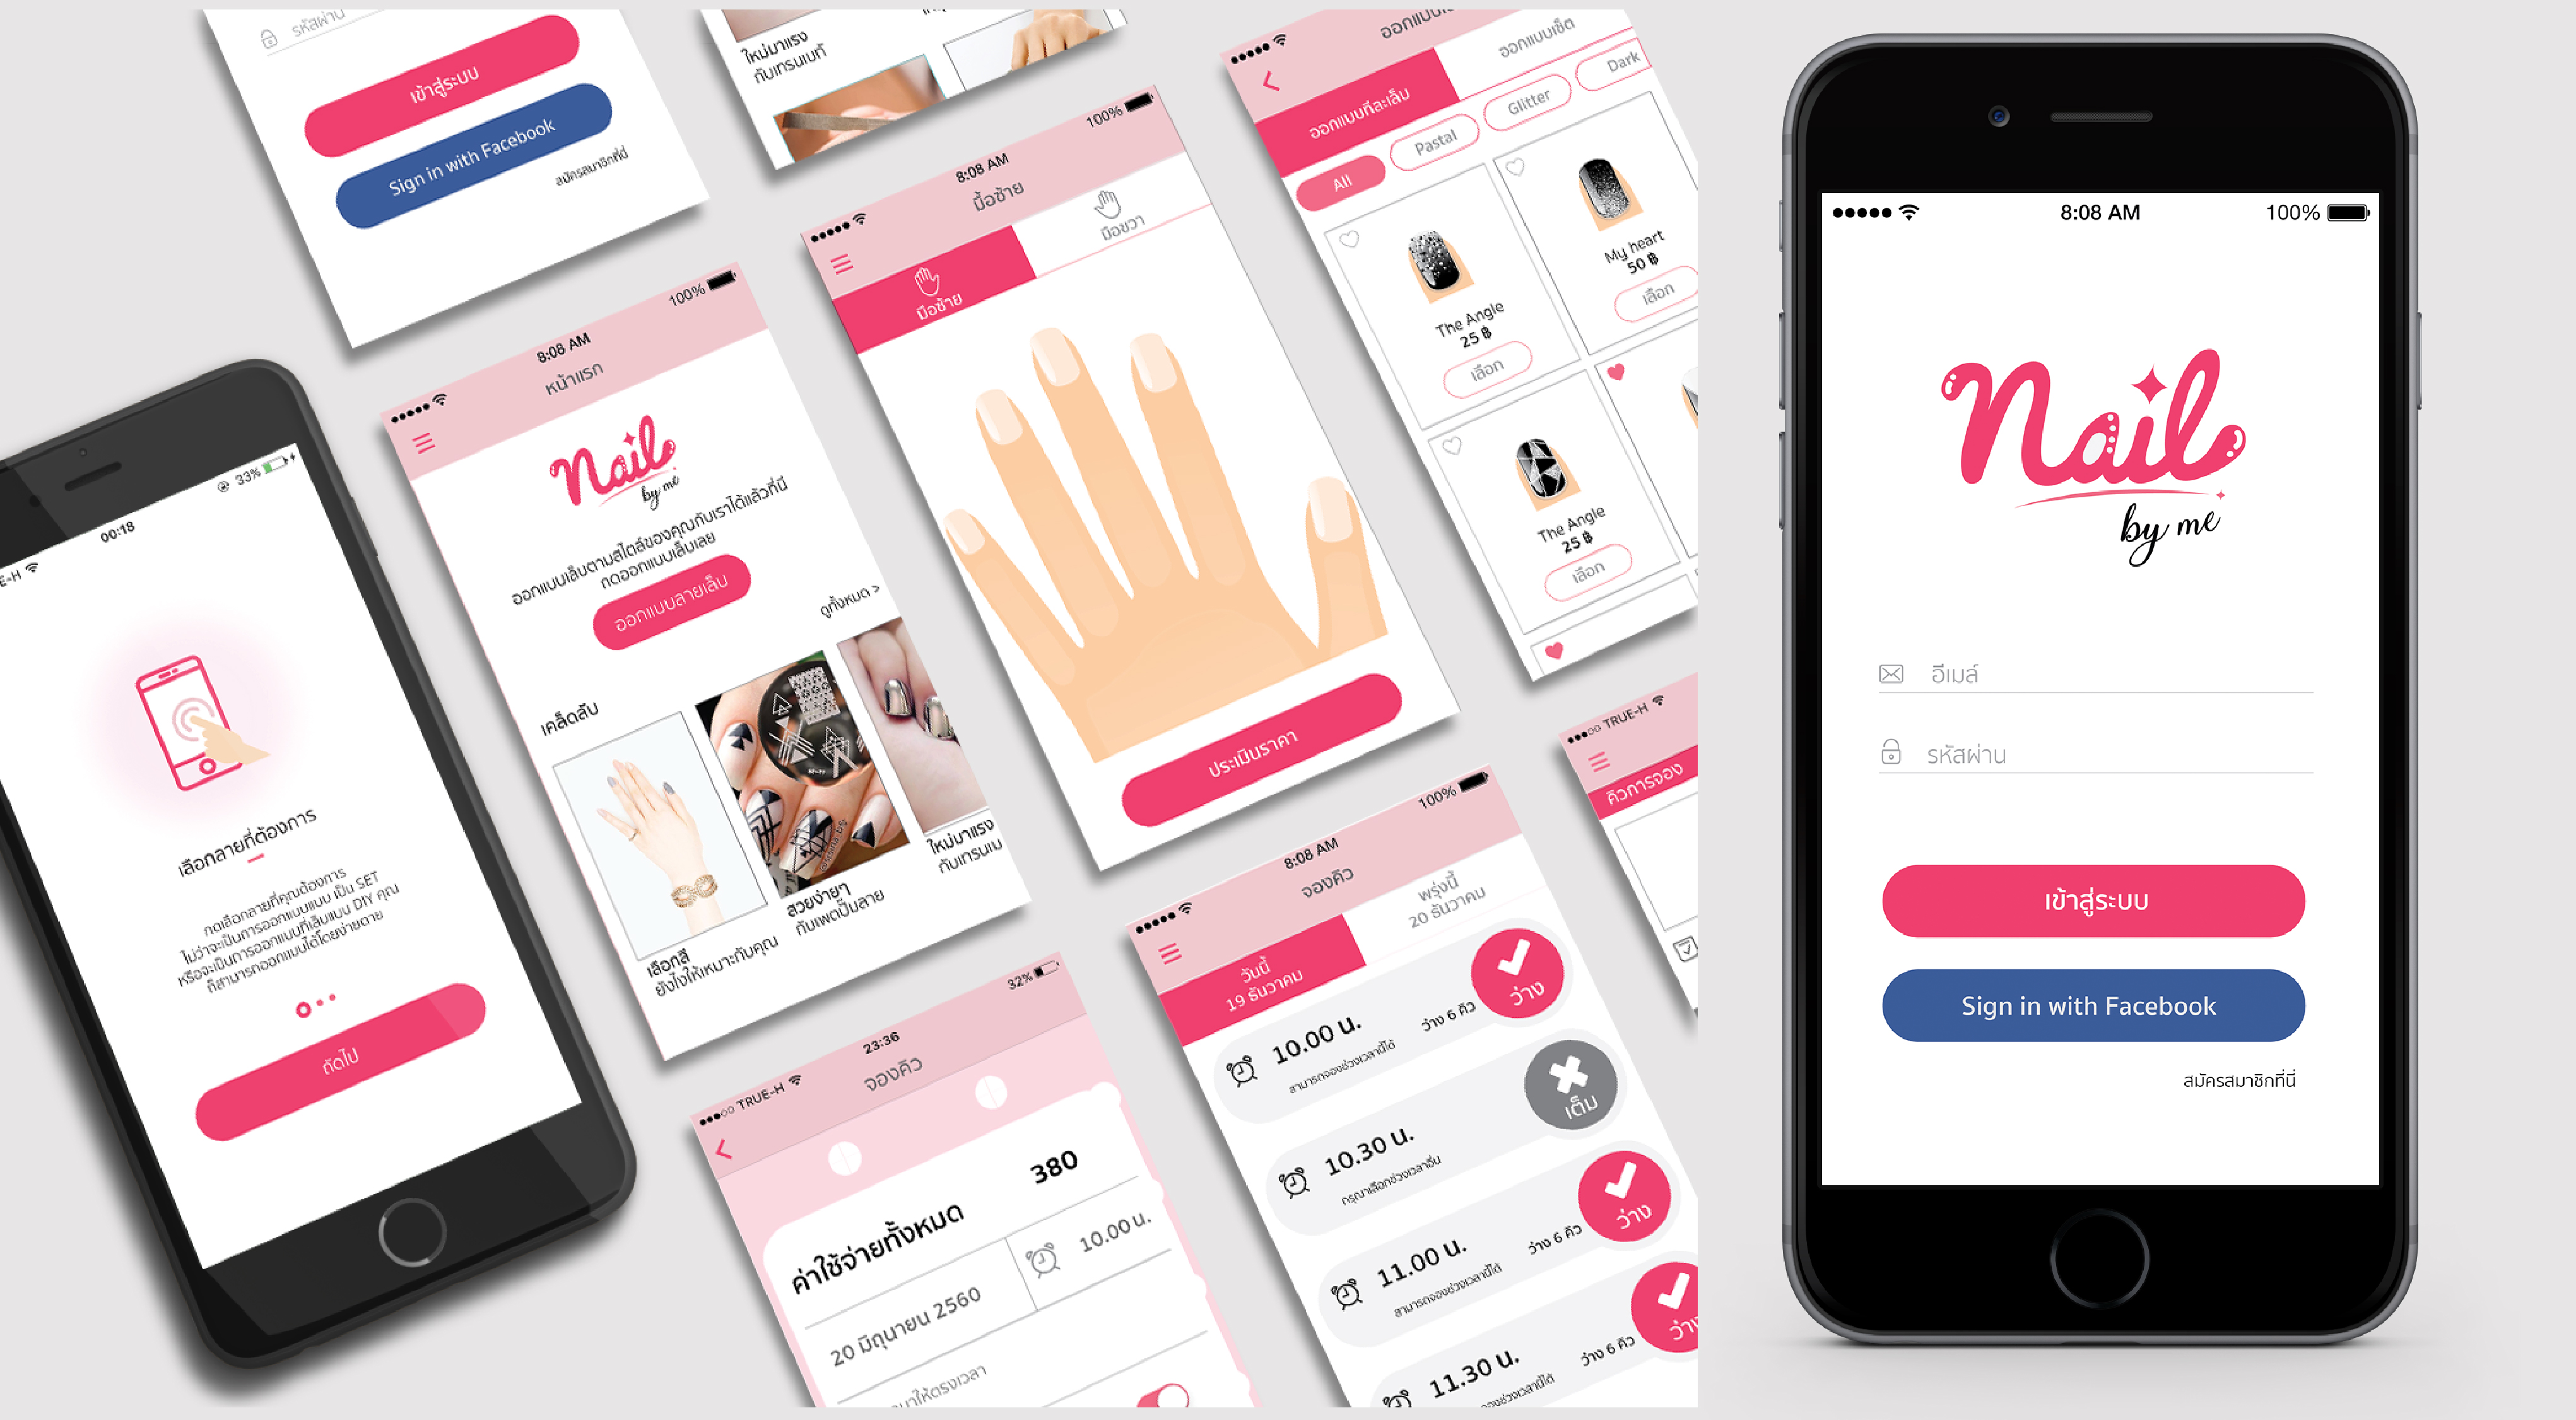 รหัสผ่าน
เข้าสู่ระบบ
Sign in with Facebook
สมัครสมาชิกที่นี่
ใหม่มาแรง
กับเทรนเบท้
33%
00:18
เลือกลายที่ต้องการ
กดเลือกลายที่คุณต้องการ
ไม่ว่าจะเป็นการออกแบบแบบ เป็น SET
หรือจะเป็นการออกแบบที่เล็บแบบ DIY คุณ
ก็สามารถออกแบบได้โดยง่ายดาย
ถัดไป
100%
8:08 AM
หน้าแรก
Nail
by me
ออกแบบเล็บตามสไตล์ของคุณกับเราได้แล้วที่นี่
กดออกแบบเล็บเลย
ออกแบบลายเล็บ
ดูทั้งหมด >
เคล็ดลับ
เลือกสี
ยังไงให้เหมาะกับคุณ
สวยง่ายๆ
กับเพตปั๊มลาย
ใหม่มาแรง
กับเทรนเบ
100%
8:08 AM
มื้อซ้าย
มือซ้าย
มือขวา
ประเมินราคา
ออกแบบทีละเล็บ
ออกแบบเซ็ต
All
Pastal
Glitter
Dark
The Angle
25 ฿
เลือก
My heart
50 ฿
เลือก
The Angle
25 ฿
เลือก
32%
23:36
TRUE-H
จองคิว
ค่าใช้จ่ายทั้งหมด 380
20 มิถุนายน 2560
10.00 น.
มาให้ตรงเวลา
100%
8:08 AM
จองคิว
วันนี้
19 ธันวาคม
พรุ่งนี้
20 ธันวาคม
10.00 น.
สามารถจองช่วงเวลานี้ได้
ว่าง 6 คิว
ว่าง
10.30 น.
กรุณาเลือกช่วงเวลาอื่น
เต็ม
11.00 น.
สามารถจองช่วงเวลานี้ได้
ว่าง 6 คิว
ว่าง
11.30 น.
ว่าง 6 คิว
TRUE-H
คิวการจอง
8:08 AM
100%
Nail
by me
อีเมล์
รหัสผ่าน
เข้าสู่ระบบ
Sign in with Facebook
สมัครสมาชิกที่นี่